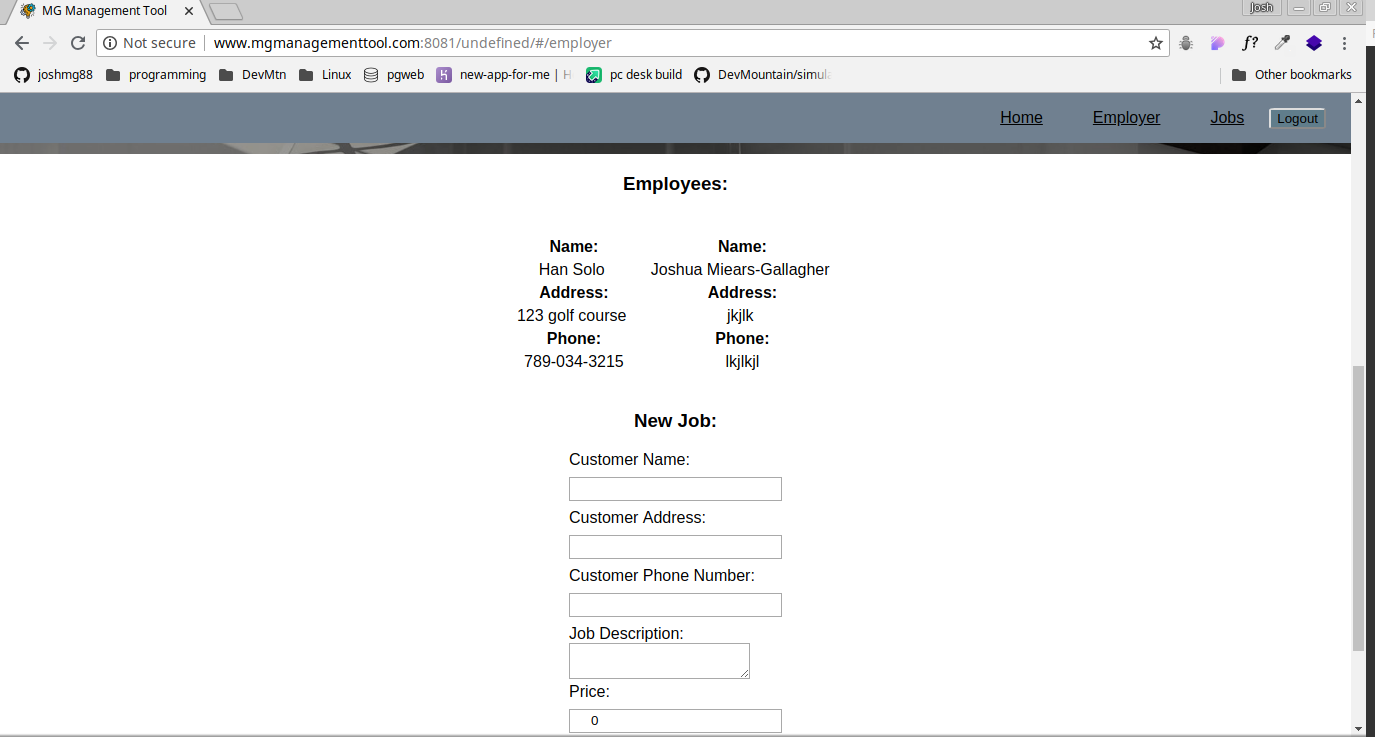 MG Management Tool
Josh
Not secure www.mgmanagementtool.com:8081/undefined/#/employer
f?
joshmg88 programming DevMtn Linux pgweb new-app-for-me | H pc desk build DevMountain/simula Other bookmarks
Home Employer Jobs Logout
Employees:
Name: Name:
Han Solo Joshua Miears-Gallagher
Address: Address:
123 golf course jkjlk
Phone: Phone:
789-034-3215 lkjlkjl
New Job:
Customer Name:
Customer Address:
Customer Phone Number:
Job Description:
Price:
0